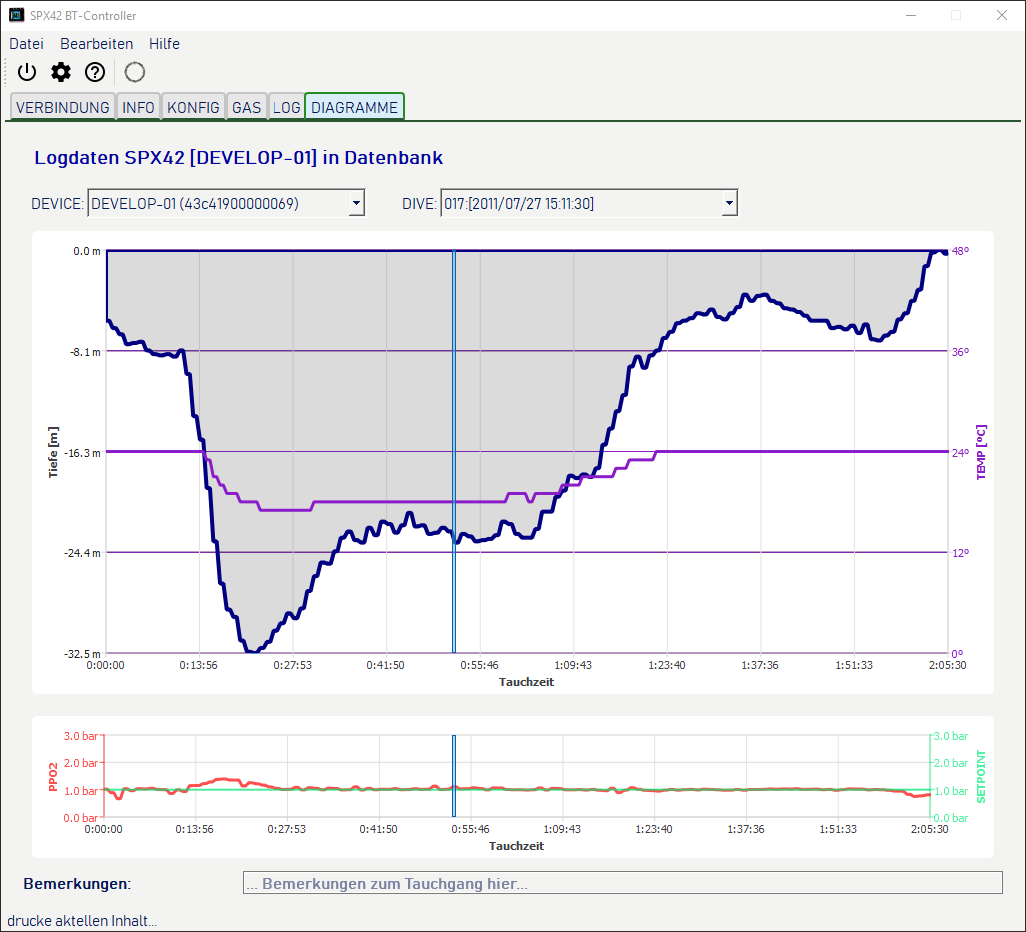 SPX42 BT-Controller
Datei Bearbeiten Hilfe
VERBINDUNG INFO KONFIG GAS LOG DIAGRAMME
Logdaten SPX42 [DEVELOP-01] in Datenbank
DEVICE: DEVELOP-01 (43c41900000069) DIVE: 017:[2011/07/27 15:11:30]
0.0 m 48°
-8.1 m 36°
Tiefe [m]
-16.3 m 24°
TEMP [°C]
-24.4 m 12°
-32.5 m 0°
0:00:00 0:13:56 0:27:53 0:41:50 0:55:46 1:09:43 1:23:40 1:37:36 1:51:33 2:05:30
Tauchzeit
3.0 bar 3.0 bar
2.0 bar 2.0 bar
PPO2 SETPOINT
1.0 bar 1.0 bar
0.0 bar 0.0 bar
0:00:00 0:13:56 0:27:53 0:41:50 0:55:46 1:09:43 1:23:40 1:37:36 1:51:33 2:05:30
Tauchzeit
Bemerkungen: ... Bemerkungen zum Tauchgang hier...
drucke aktellen Inhalt...